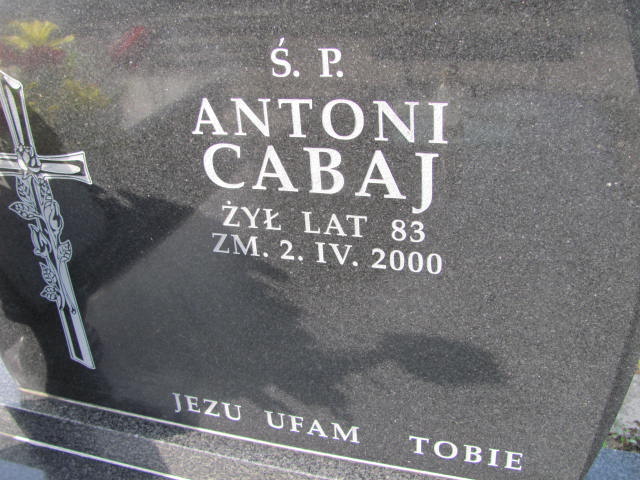 Ś. P.
ANTONI
CABAJ
ŻYŁ LAT 83
ZM. 2. IV. 2000
JEZU UFAM TOBIE